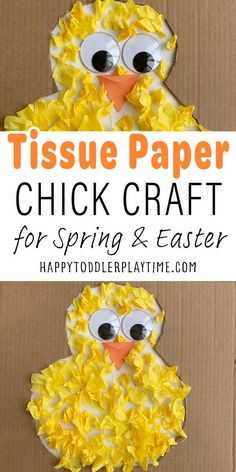 Tissue Paper
CHICK CRAFT
for Spring & Easter
HAPPYTODDLERPLAYTIME.COM